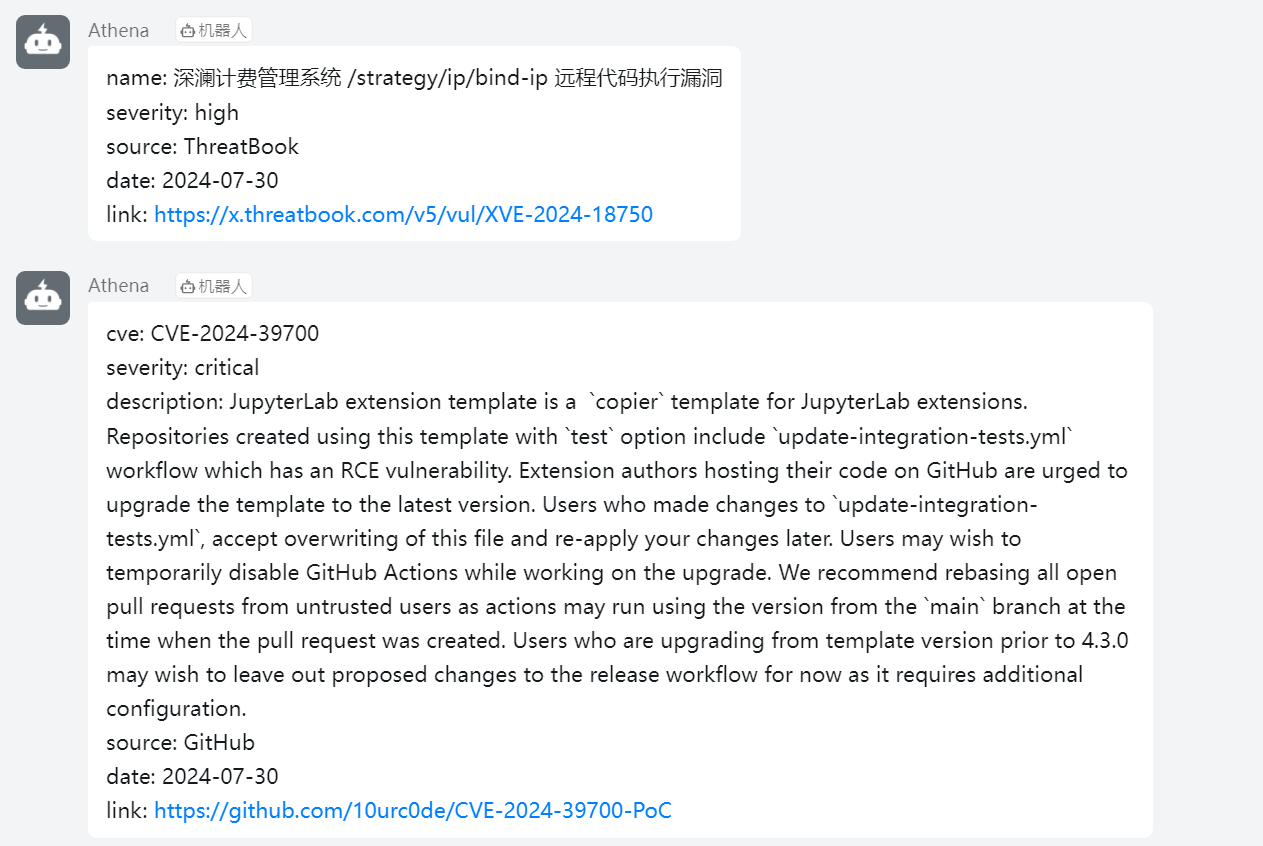 Athena 机器人
name: 深澜计费管理系统 /strategy/ip/bind-ip 远程代码执行漏洞
severity: high
source: ThreatBook
date: 2024-07-30
link: https://x.threatbook.com/v5/vul/XVE-2024-18750
Athena 机器人
cve: CVE-2024-39700
severity: critical
description: JupyterLab extension template is a  `copier` template for JupyterLab extensions.
Repositories created using this template with `test` option include `update-integration-tests.yml`
workflow which has an RCE vulnerability. Extension authors hosting their code on GitHub are urged to
upgrade the template to the latest version. Users who made changes to `update-integration-
tests.yml`, accept overwriting of this file and re-apply your changes later. Users may wish to
temporarily disable GitHub Actions while working on the upgrade. We recommend rebasing all open
pull requests from untrusted users as actions may run using the version from the `main` branch at the
time when the pull request was created. Users who are upgrading from template version prior to 4.3.0
may wish to leave out proposed changes to the release workflow for now as it requires additional
configuration.
source: GitHub
date: 2024-07-30
link: https://github.com/10urc0de/CVE-2024-39700-PoC